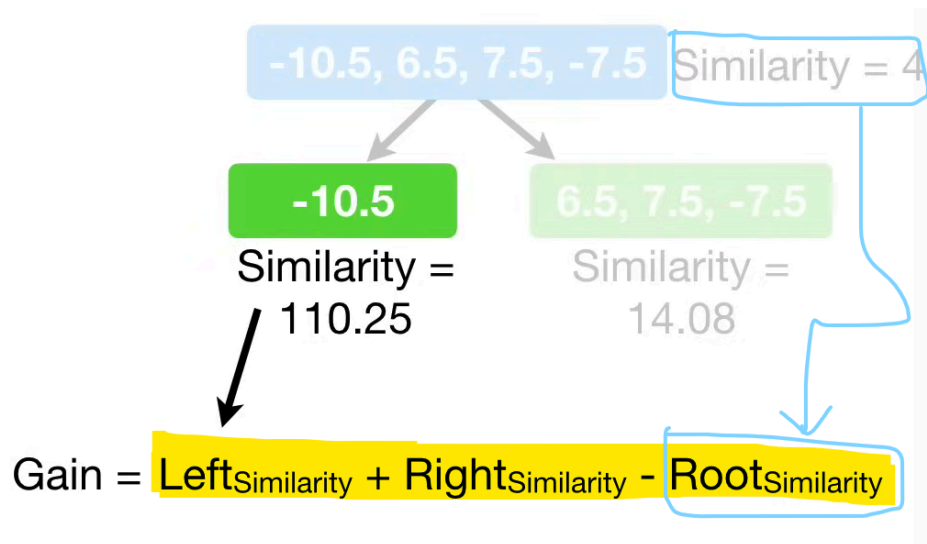 -10.5, 6.5, 7.5, -7.5 Similarity = 4
-10.5 6.5, 7.5, -7.5
Similarity = Similarity =
110.25 14.08
Gain = LeftSimilarity + RightSimilarity - RootSimilarity